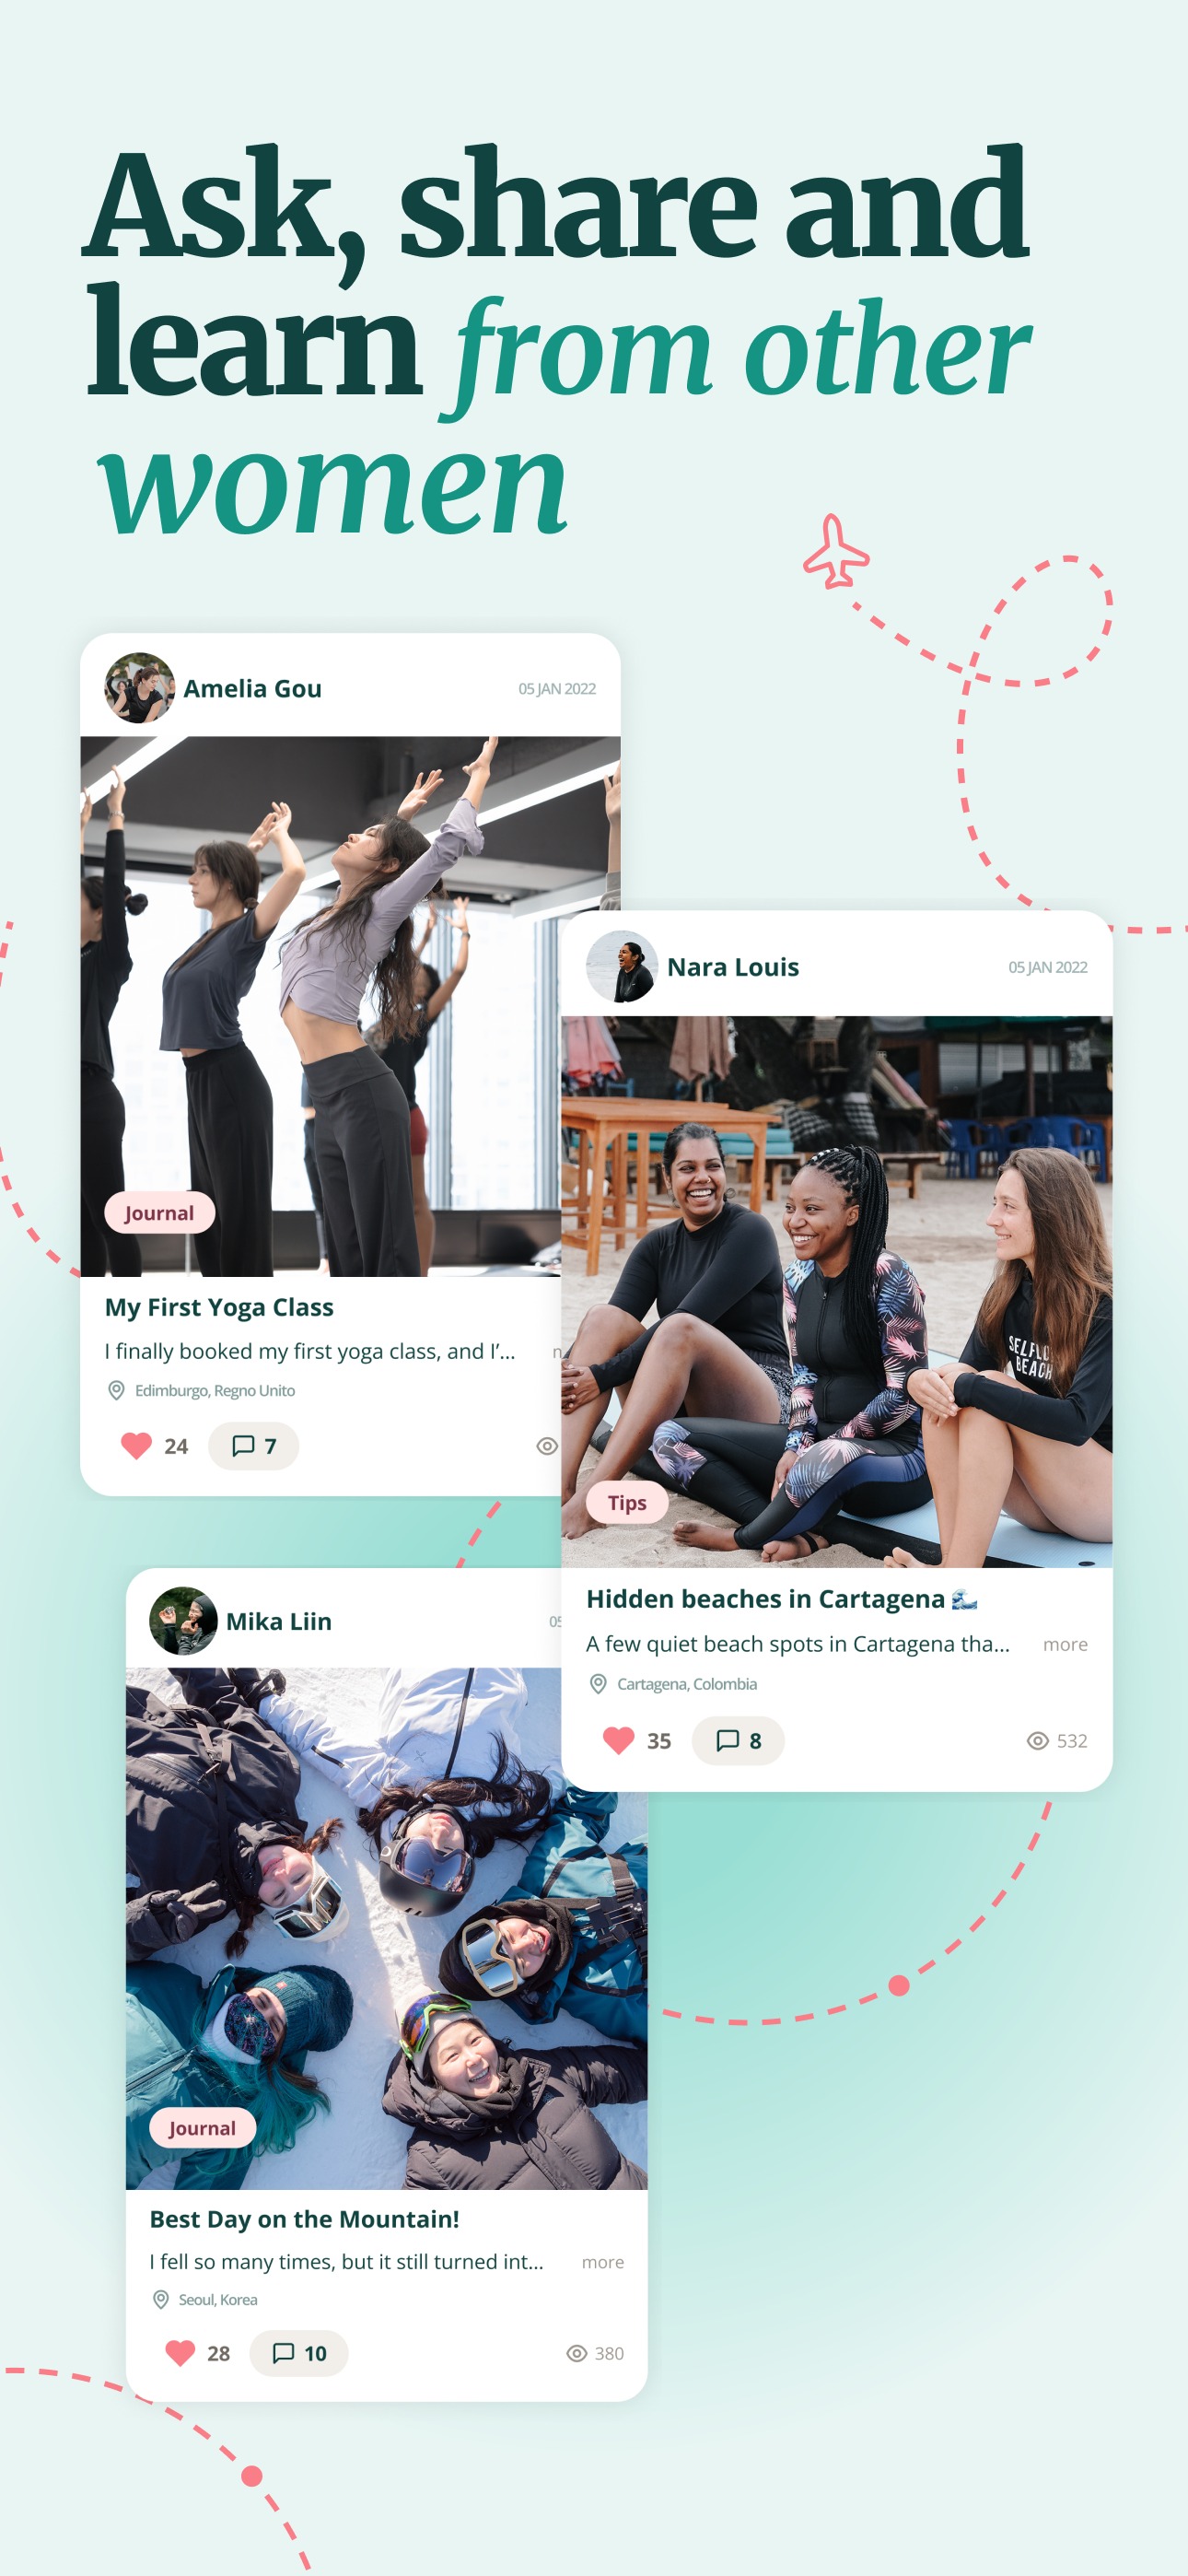 Ask, share and
learn from other
women
Amelia Gou
05 JAN 2022
Journal
My First Yoga Class
I finally booked my first yoga class, and I'...
Edimburgo, Regno Unito
24
7
Nara Louis
05 JAN 2022
SELFLO
BEACH
Tips
Hidden beaches in Cartagena 🌊
A few quiet beach spots in Cartagena tha...
more
Cartagena, Colombia
35
8
532
Mika Liin
05
Journal
Best Day on the Mountain!
I fell so many times, but it still turned int...
more
Seoul, Korea
28
10
380